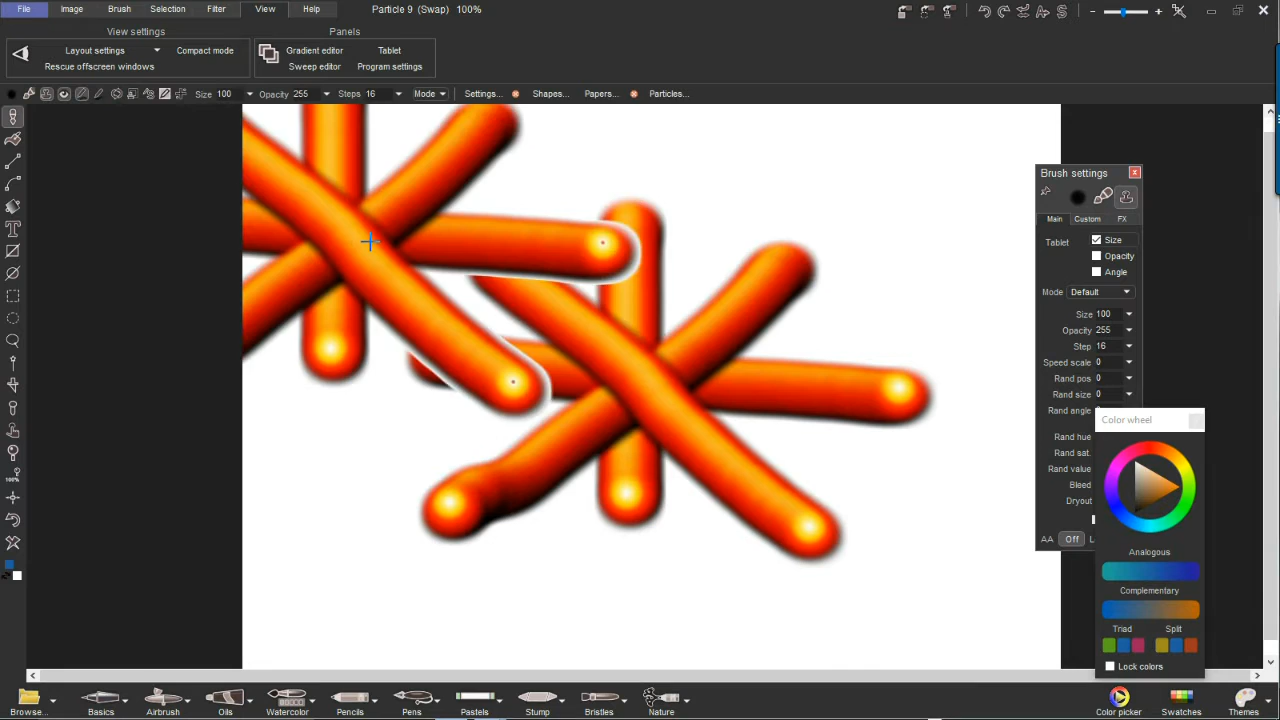 File Image Brush Selection Filter View Help Particle 9 (Swap) 100%
View settings Panels
Layout settings Compact mode Gradient editor Tablet
Rescue offscreen windows Sweep editor Program settings
Size 100 Opacity 255 Steps 16 Mode Settings... Shapes... Papers... Particles...
Brush settings
Main Custom FX
Tablet Size
Opacity
Angle
Mode Default
Size 100
Opacity 255
Step 16
Speed scale 0
Rand pos 0
Rand size 0
Rand angle
Color wheel
Rand hue
Rand sat.
Rand value
Bleed
100%
Dryout
AA Off
Analogous
Complementary
Triad Split
Lock colors
Browse.. Basics Airbrush Oils Watercolor Pencils Pens Pastels Stump Bristles Nature Color picker Swatches Themes